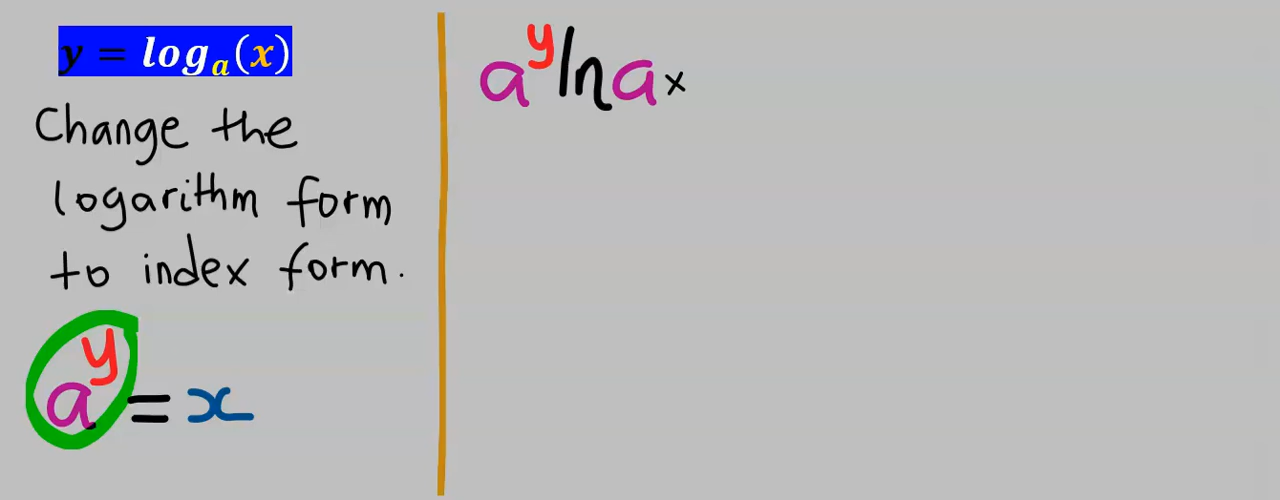 y = log_a(x)
Change the
logarithm form
to index form.
a^y = x
a^y ln a ×